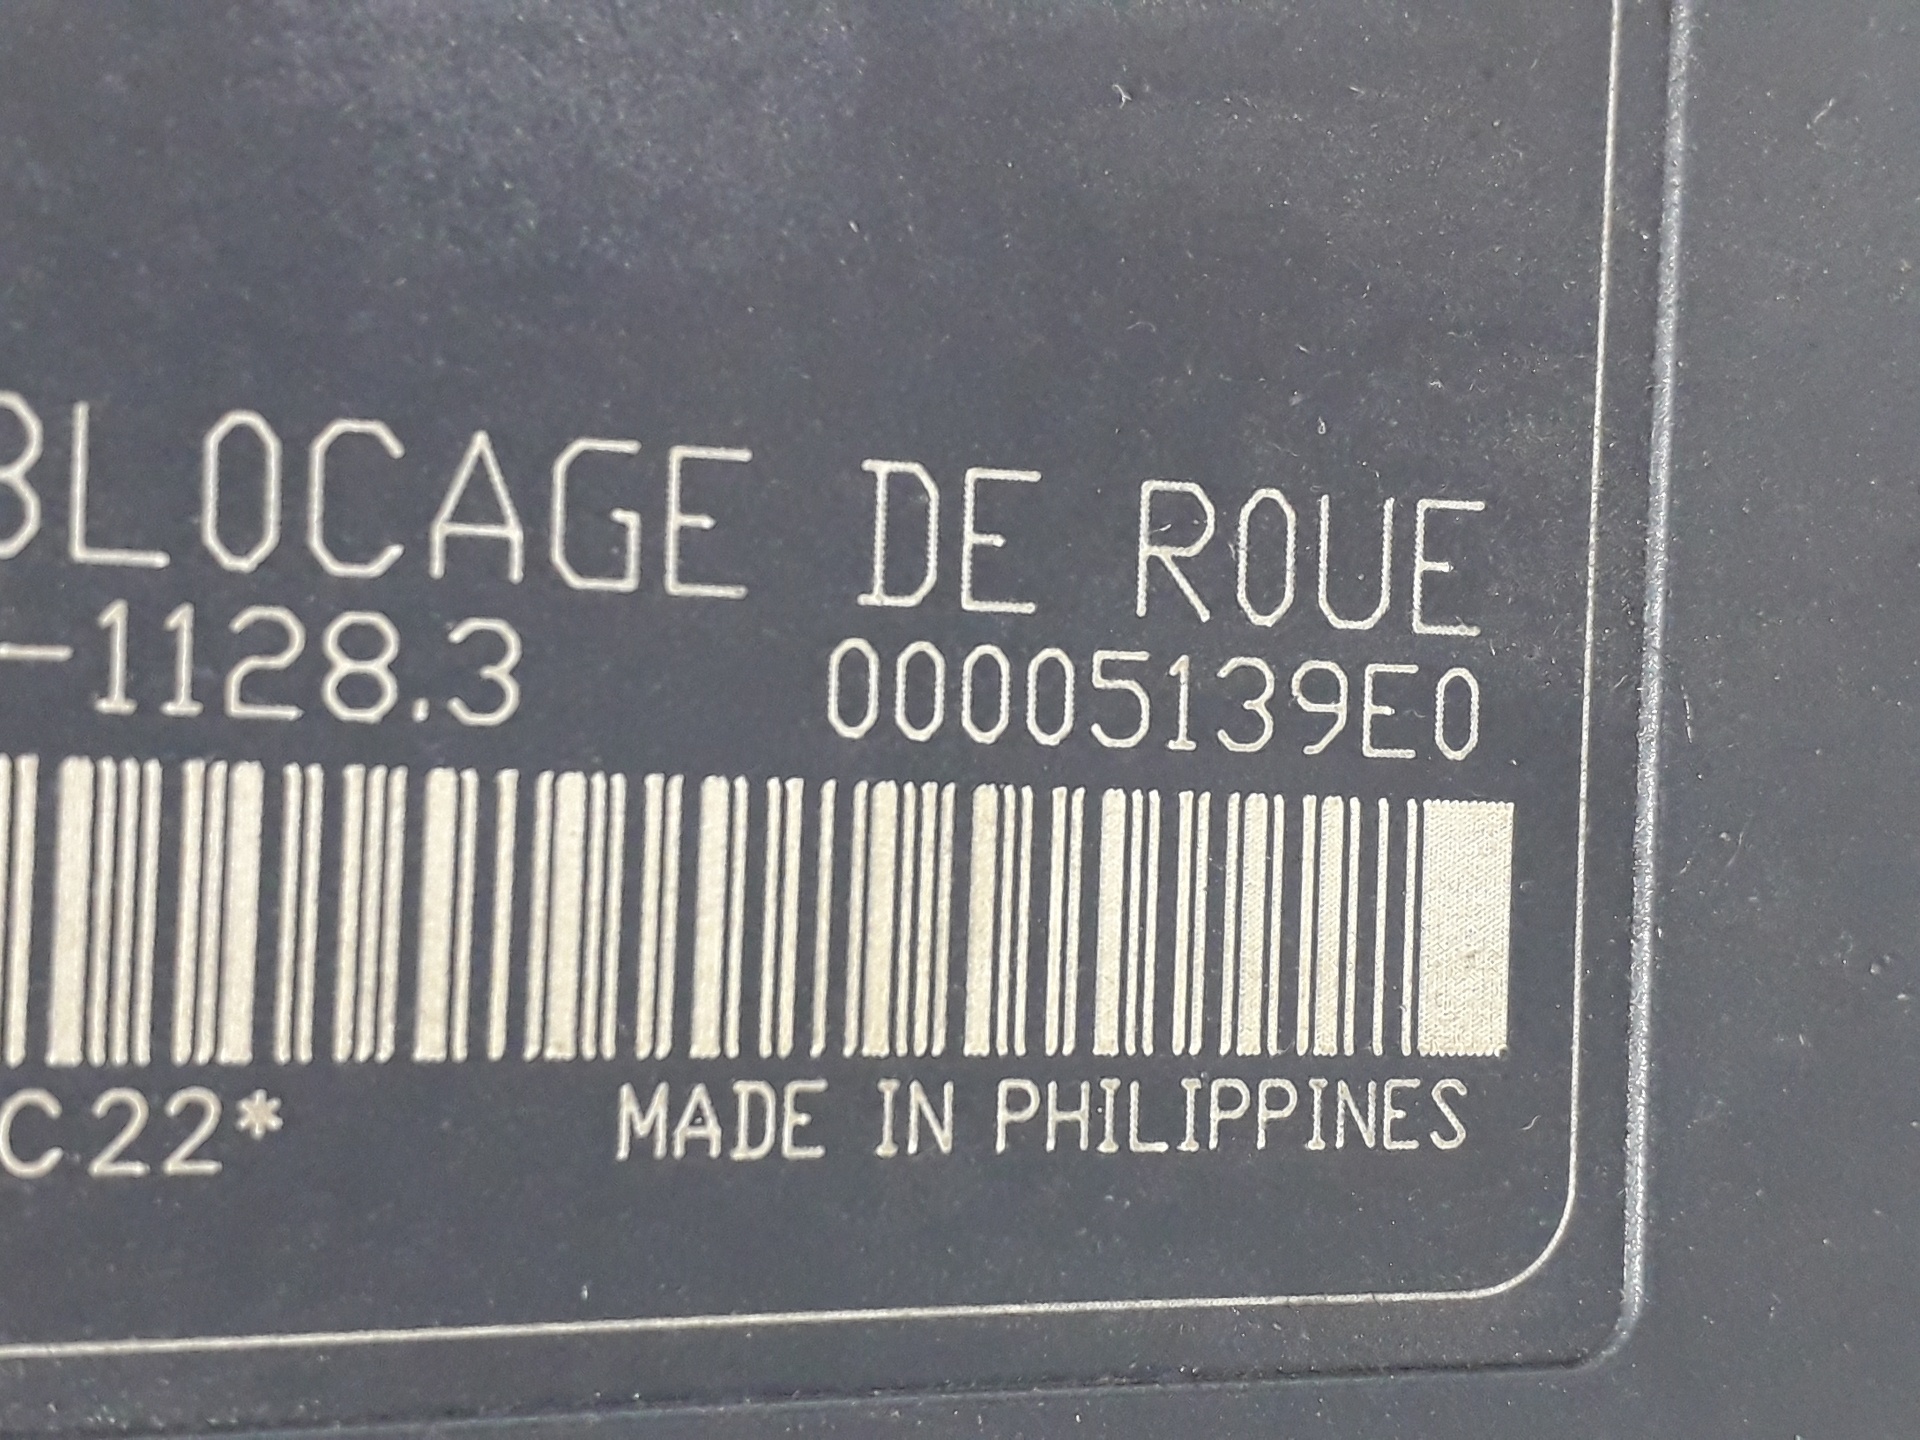 BLOCAGE DE ROUE
-1128.3 00005139E0
C22*
MADE IN PHILIPPINES